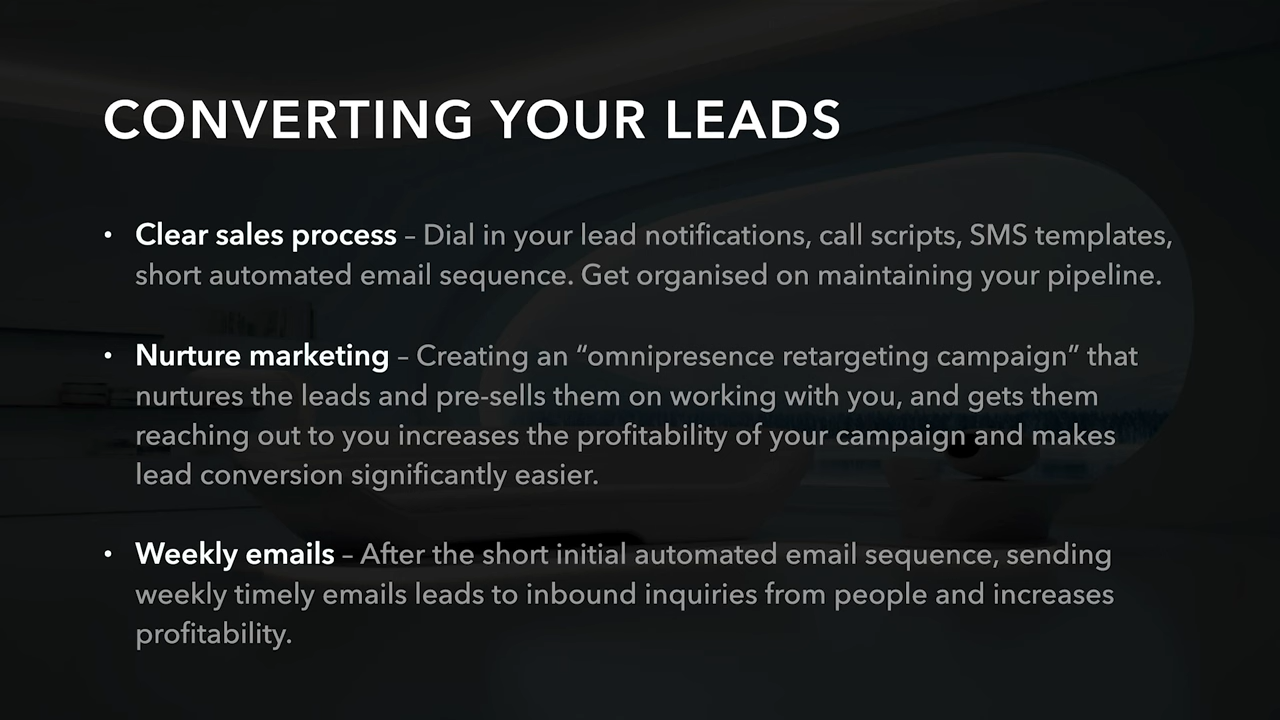 CONVERTING YOUR LEADS
• Clear sales process – Dial in your lead notifications, call scripts, SMS templates,
short automated email sequence. Get organised on maintaining your pipeline.
• Nurture marketing – Creating an “omnipresence retargeting campaign” that
nurtures the leads and pre-sells them on working with you, and gets them
reaching out to you increases the profitability of your campaign and makes
lead conversion significantly easier.
• Weekly emails – After the short initial automated email sequence, sending
weekly timely emails leads to inbound inquiries from people and increases
profitability.